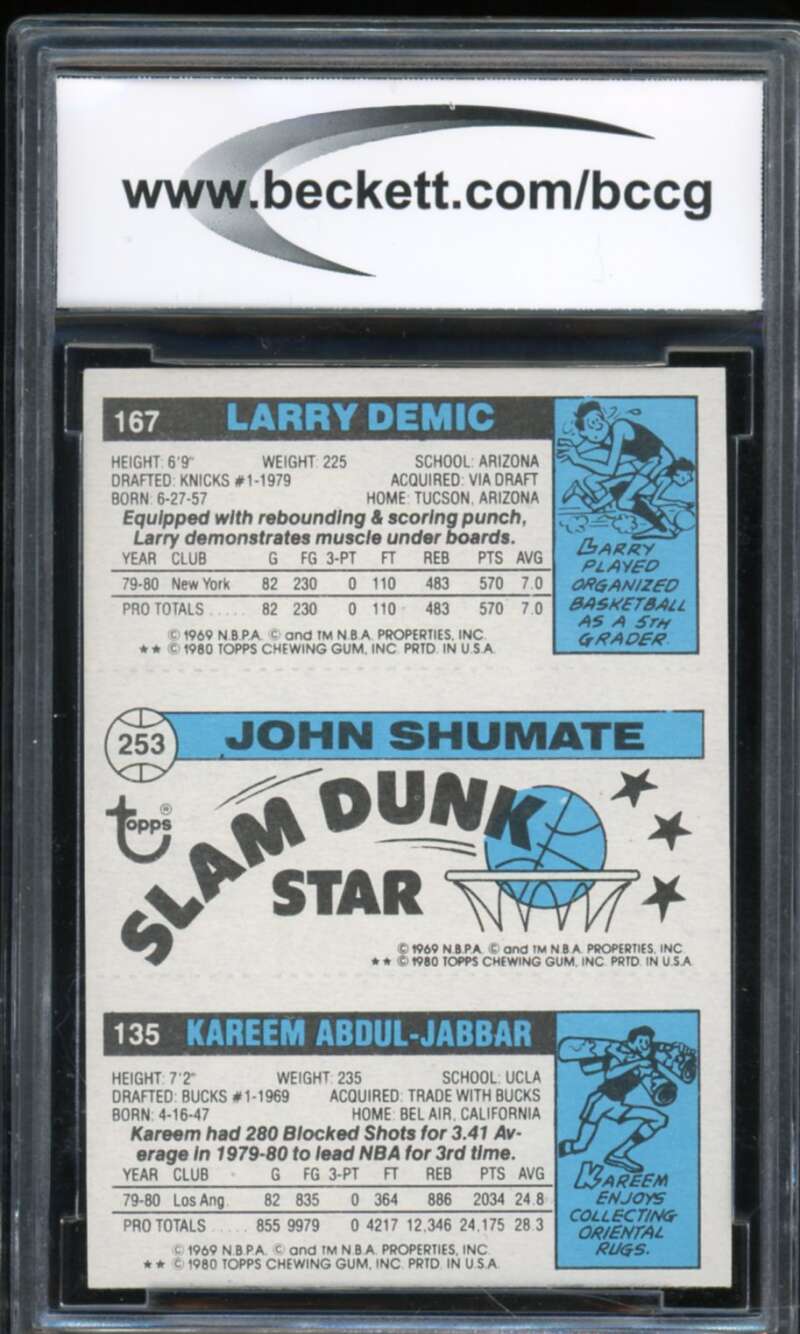 www.beckett.com/bccg
167 LARRY DEMIC
HEIGHT: 6'9" WEIGHT: 225 SCHOOL: ARIZONA
DRAFTED: KNICKS #1-1979 ACQUIRED: VIA DRAFT
BORN: 6-27-57 HOME: TUCSON, ARIZONA
Equipped with rebounding & scoring punch,
Larry demonstrates muscle under boards.
YEAR CLUB G FG 3-PT FT REB PTS AVG
79-80 New York 82 230 0 110 483 570 7.0
PRO TOTALS ..... 82 230 0 110 483 570 7.0
© 1969 N.B.P.A. © and TM N.B.A. PROPERTIES, INC.
** © 1980 TOPPS CHEWING GUM, INC. PRTD. IN U.S.A.
LARRY
PLAYED
ORGANIZED
BASKETBALL
AS A 5TH
GRADER.
253 JOHN SHUMATE
topps®
SLAM DUNK
STAR
© 1969 N.B.P.A. © and TM N.B.A. PROPERTIES, INC.
** © 1980 TOPPS CHEWING GUM, INC. PRTD. IN U.S.A.
135 KAREEM ABDUL-JABBAR
HEIGHT: 7'2" WEIGHT: 235 SCHOOL: UCLA
DRAFTED: BUCKS #1-1969 ACQUIRED: TRADE WITH BUCKS
BORN: 4-16-47 HOME: BEL AIR, CALIFORNIA
Kareem had 280 Blocked Shots for 3.41 Av-
erage in 1979-80 to lead NBA for 3rd time.
YEAR CLUB G FG 3-PT FT REB PTS AVG
79-80 Los Ang. 82 835 0 364 886 2034 24.8
PRO TOTALS ..... 855 9979 0 4217 12,346 24,175 28.3
© 1969 N.B.P.A. © and TM N.B.A. PROPERTIES, INC.
** © 1980 TOPPS CHEWING GUM, INC. PRTD. IN U.S.A.
KAREEM
ENJOYS
COLLECTING
ORIENTAL
RUGS.